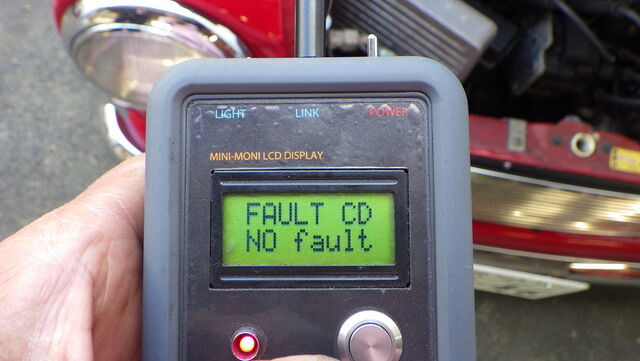 LIGHT LINK POWER
MINI-MONI LCD DISPLAY
FAULT CD
NO fault